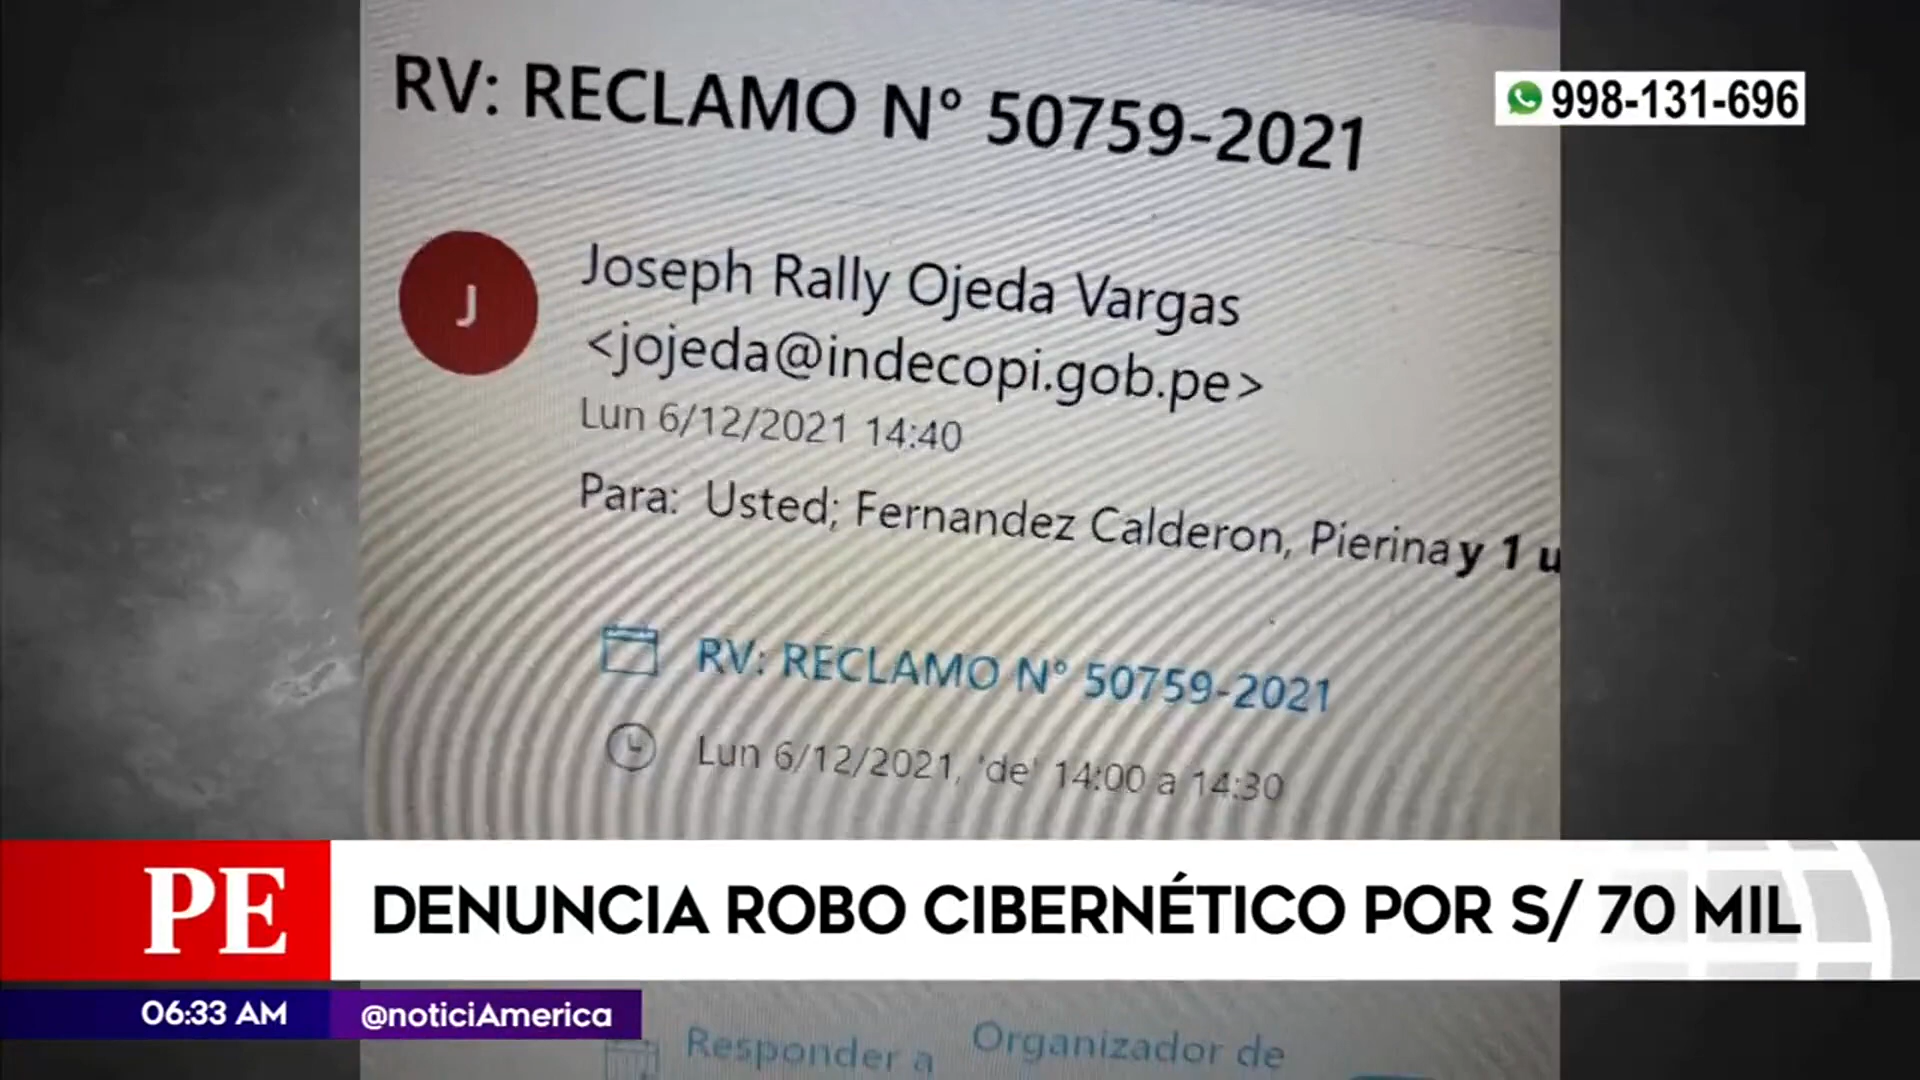 RV: RECLAMO N° 50759-2021
998-131-696
J
Joseph Rally Ojeda Vargas
<jojeda@indecopi.gob.pe>
Lun 6/12/2021 14:40
Para: Usted; Fernandez Calderon, Pierina y 1 u
RV: RECLAMO N° 50759-2021
Lun 6/12/2021, 'de' 14:00 a 14:30
PE
DENUNCIA ROBO CIBERNÉTICO POR S/ 70 MIL
06:33 AM
@noticiAmerica
Responder a Organizador de